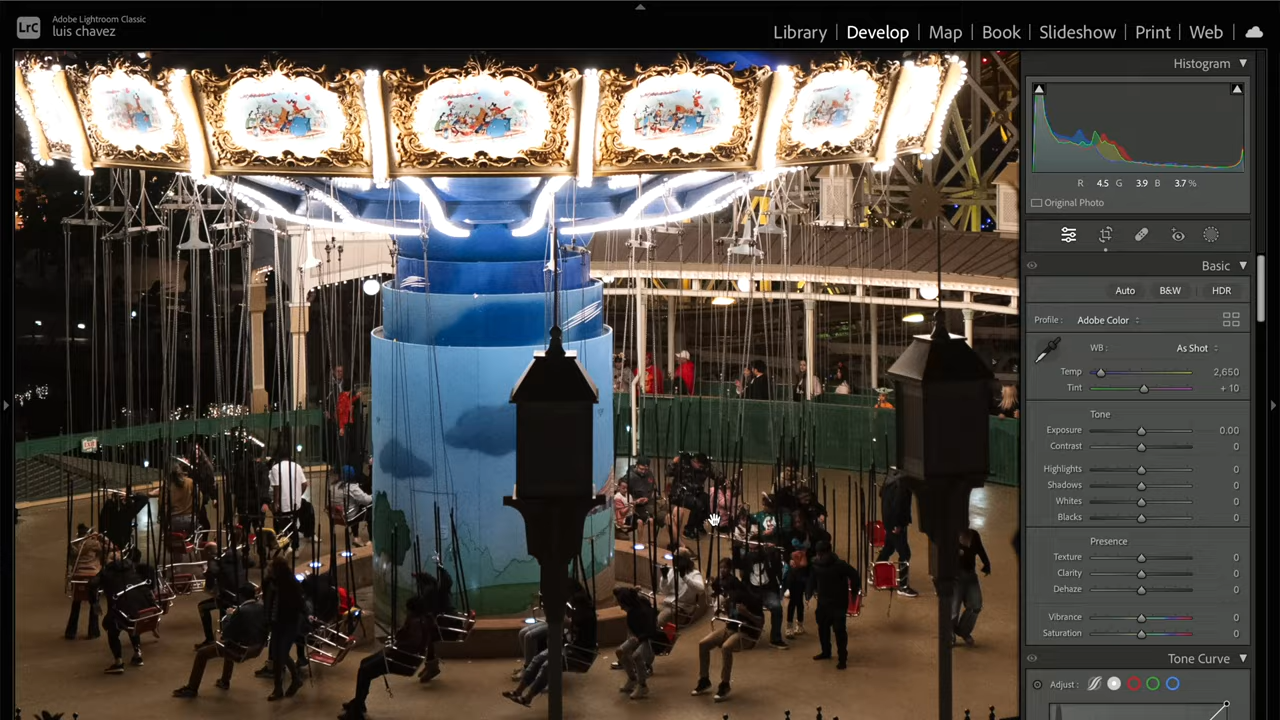 LrC
Adobe Lightroom Classic
luis chavez
Library | Develop | Map | Book | Slideshow | Print | Web
Histogram
R 4.5 G 3.9 B 3.7 %
Original Photo
Basic
Auto B&W HDR
Profile : Adobe Color
WB : As Shot
Temp 2,650
Tint + 10
Tone
Exposure 0.00
Contrast 0
Highlights 0
Shadows 0
Whites 0
Blacks 0
Presence
Texture 0
Clarity 0
Dehaze 0
Vibrance 0
Saturation 0
Tone Curve
Adjust :